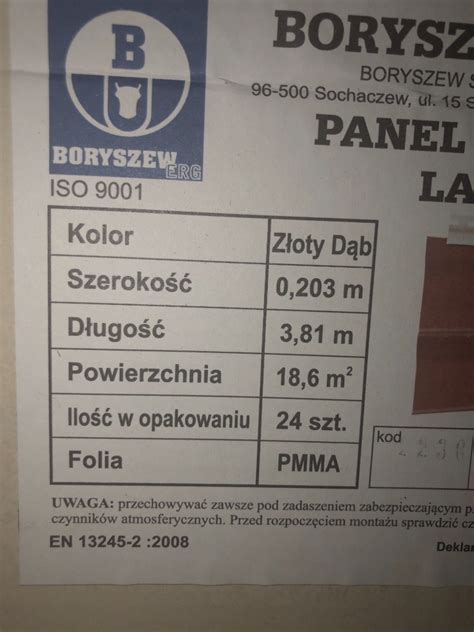 B
BORYSZEW
ERG
ISO 9001
BORYSZ
BORYSZEW S
96-500 Sochaczew, ul. 15 S
PANEL
LA
Kolor Złoty Dąb
Szerokość 0,203 m
Długość 3,81 m
Powierzchnia 18,6 m²
Ilość w opakowaniu 24 szt.
Folia PMMA
kod
UWAGA: przechowywać zawsze pod zadaszeniem zabezpieczającym p
czynników atmosferycznych. Przed rozpoczęciem montażu sprawdzić cz
EN 13245-2 :2008
Dekla